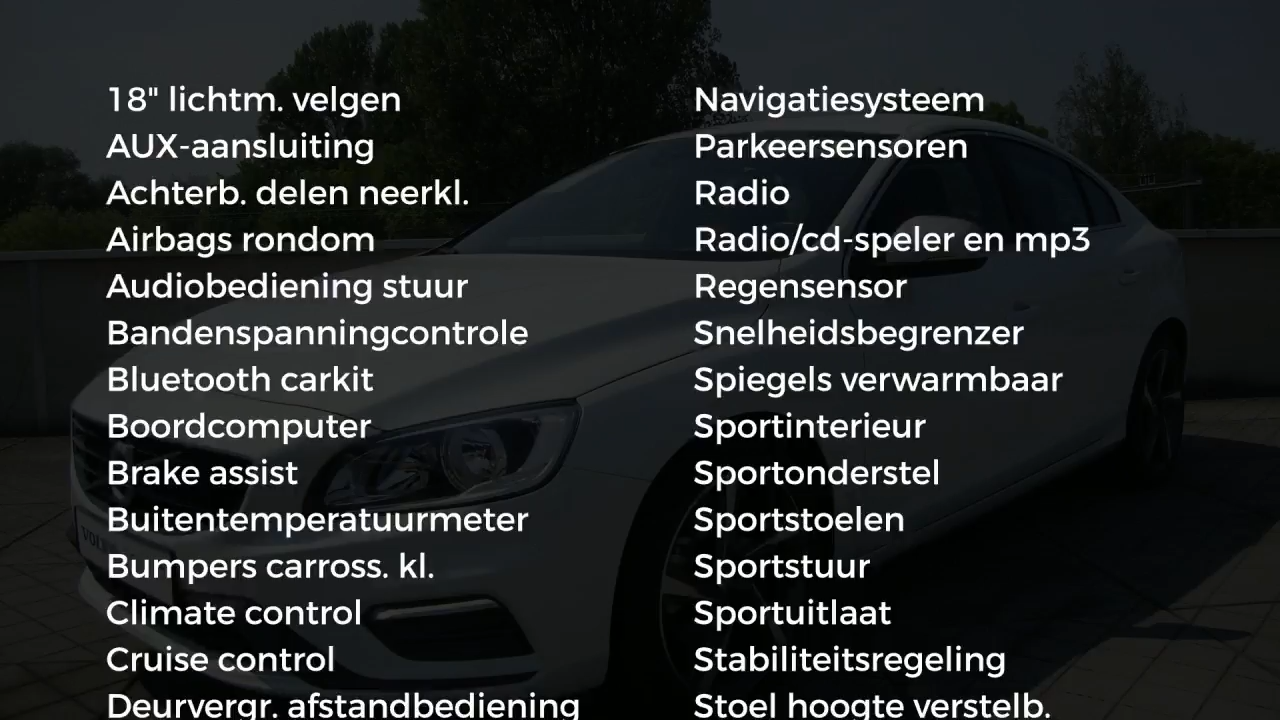 18" lichtm. velgen
AUX-aansluiting
Achterb. delen neerkl.
Airbags rondom
Audiobediening stuur
Bandenspanningcontrole
Bluetooth carkit
Boordcomputer
Brake assist
Buitentemperatuurmeter
Bumpers carross. kl.
Climate control
Cruise control
Deurvergr. afstandbediening
Navigatiesysteem
Parkeersensoren
Radio
Radio/cd-speler en mp3
Regensensor
Snelheidsbegrenzer
Spiegels verwarmbaar
Sportinterieur
Sportonderstel
Sportstoelen
Sportstuur
Sportuitlaat
Stabiliteitsregeling
Stoel hoogte verstelb.